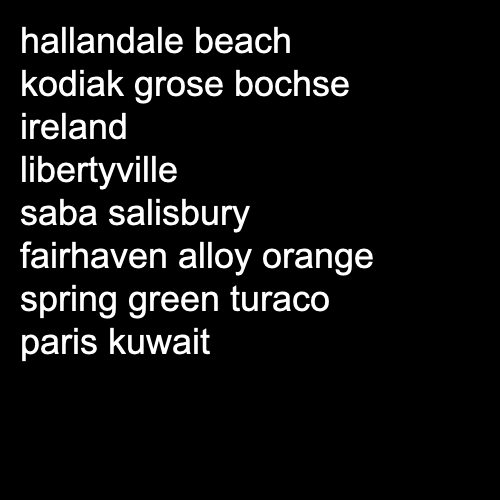 hallandale beach
kodiak grose bochse
ireland
libertyville
saba salisbury
fairhaven alloy orange
spring green turaco
paris kuwait